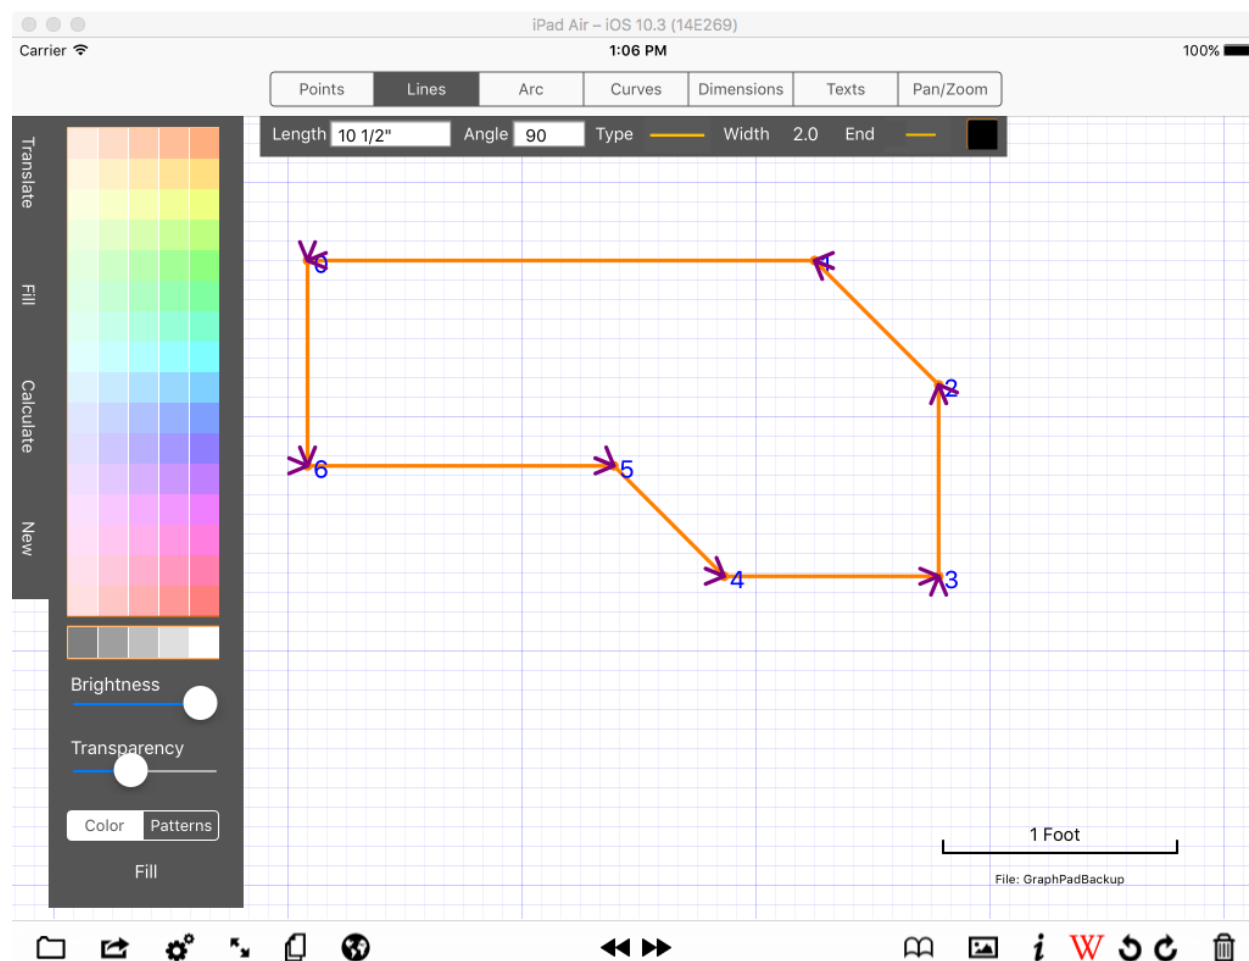 iPad Air – iOS 10.3 (14E269)
Carrier 1:06 PM 100%
Points Lines Arc Curves Dimensions Texts Pan/Zoom
Length 10 1/2" Angle 90 Type Width 2.0 End
Translate
Fill
Calculate
New
2
6
5
4
3
Brightness
Transparency
Color Patterns
Fill
1 Foot
File: GraphPadBackup
i W